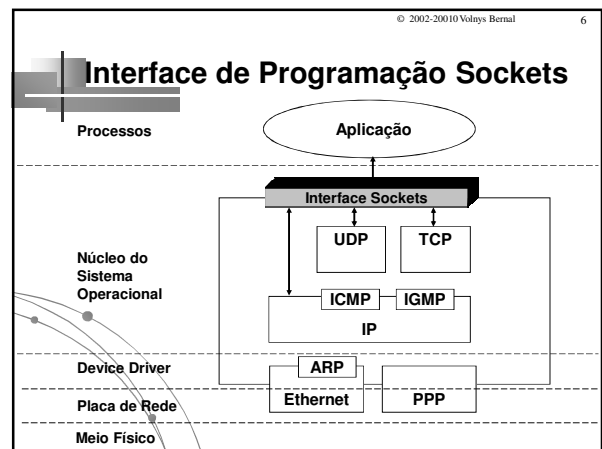 © 2002-20010 Volnys Bernal 6
Interface de Programação Sockets
Processos
Aplicação
Interface Sockets
UDP TCP
Núcleo do
Sistema
Operacional
ICMP IGMP
IP
Device Driver
ARP
Ethernet PPP
Placa de Rede
Meio Físico